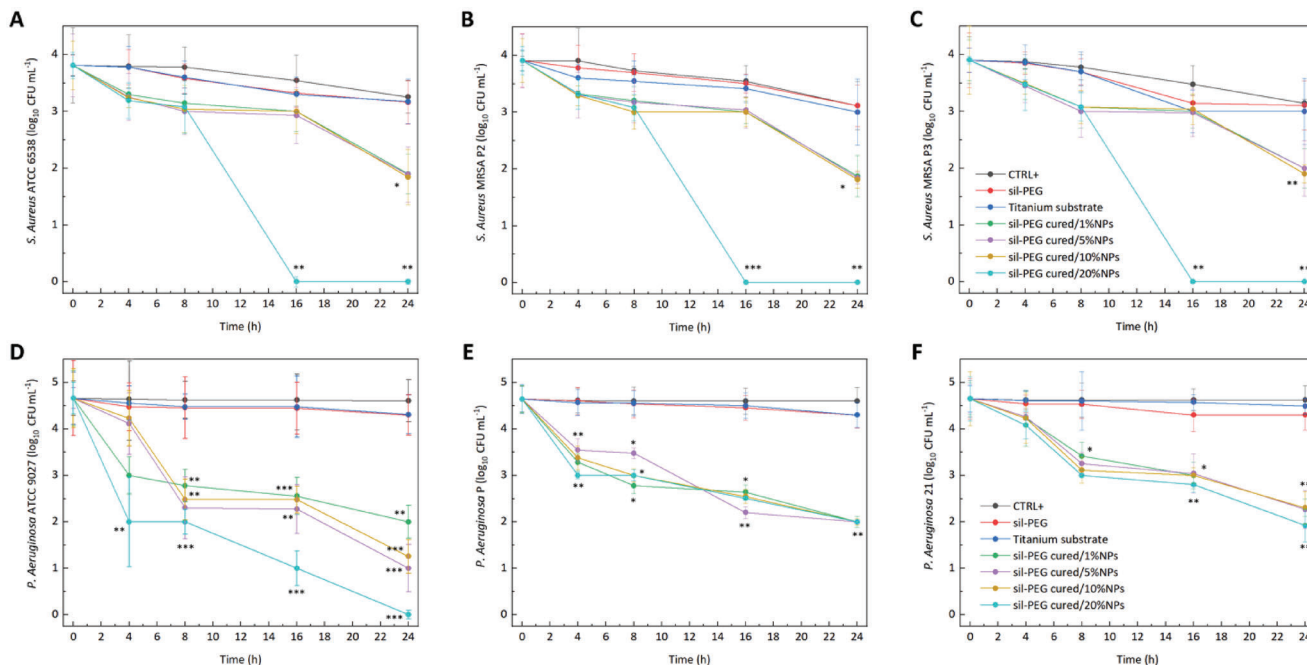 A
S. Aureus ATCC 6538 (log10 CFU mL-1)
4
3
2
1
0
*
**
**
0 2 4 6 8 10 12 14 16 18 20 22 24
Time (h)
B
S. Aureus MRSA P2 (log10 CFU mL-1)
4
3
2
1
0
*
***
**
0 2 4 6 8 10 12 14 16 18 20 22 24
Time (h)
C
S. Aureus MRSA P3 (log10 CFU mL-1)
4
3
2
1
0
CTRL+
sil-PEG
Titanium substrate
sil-PEG cured/1%NPs
sil-PEG cured/5%NPs
sil-PEG cured/10%NPs
sil-PEG cured/20%NPs
**
**
**
0 2 4 6 8 10 12 14 16 18 20 22 24
Time (h)
D
P. Aeruginosa ATCC 9027 (log10 CFU mL-1)
5
4
3
2
1
0
**
**
***
**
**
**
***
***
***
***
***
0 2 4 6 8 10 12 14 16 18 20 22 24
Time (h)
E
P. Aeruginosa P (log10 CFU mL-1)
5
4
3
2
1
0
**
*
*
**
*
*
**
**
0 2 4 6 8 10 12 14 16 18 20 22 24
Time (h)
F
P. Aeruginosa 21 (log10 CFU mL-1)
5
4
3
2
1
0
*
*
**
**
**
CTRL+
sil-PEG
Titanium substrate
sil-PEG cured/1%NPs
sil-PEG cured/5%NPs
sil-PEG cured/10%NPs
sil-PEG cured/20%NPs
0 2 4 6 8 10 12 14 16 18 20 22 24
Time (h)